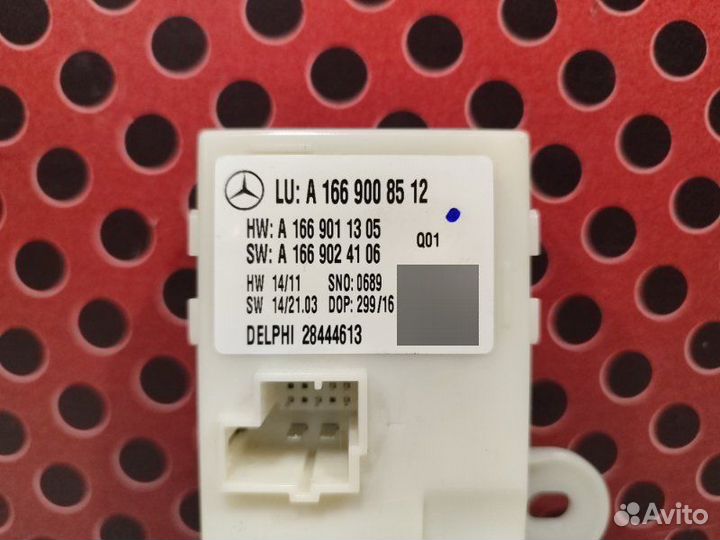 LU: A 166 900 85 12
HW: A 166 901 13 05
SW: A 166 902 41 06
Q01
HW 14/11 SNO: 0689
SW 14/21.03 DOP: 299/16
DELPHI 28444613
Avito